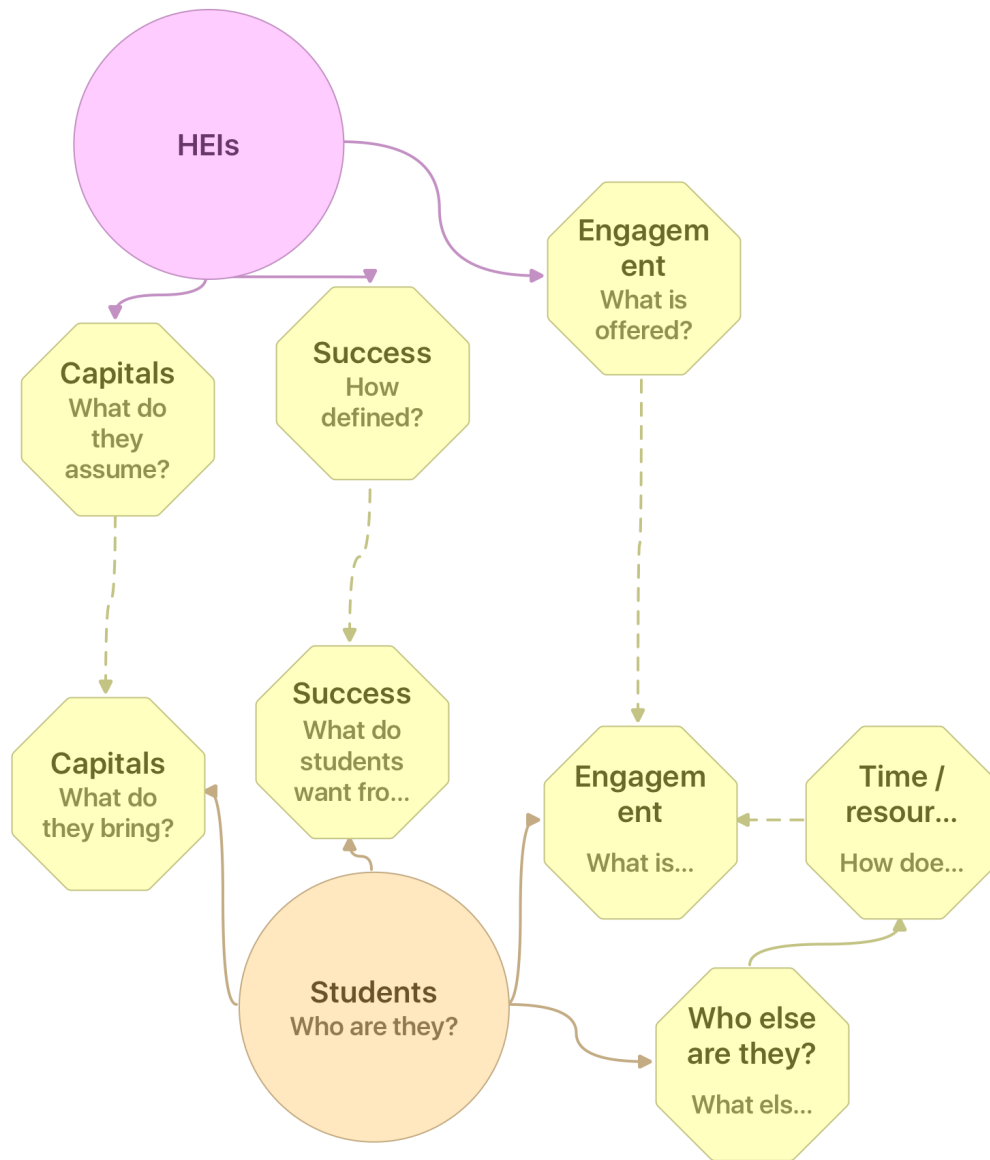 HEIs
Engagem
ent
What is
offered?
Success
How
defined?
Capitals
What do
they
assume?
Success
What do
students
want fro...
Capitals
What do
they bring?
Engagem
ent
What is...
Time /
resour...
How doe...
Students
Who are they?
Who else
are they?
What els...